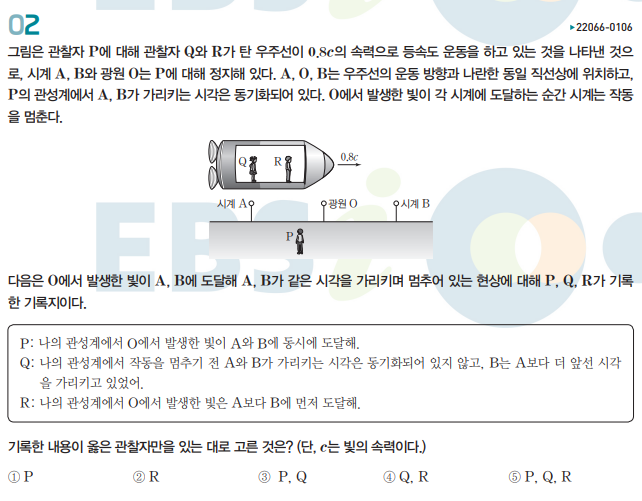 02
▶22066-0106
그림은 관찰자 P에 대해 관찰자 Q와 R가 탄 우주선이 0.8c의 속력으로 등속도 운동을 하고 있는 것을 나타낸 것으
로, 시계 A, B와 광원 O는 P에 대해 정지해 있다. A, O, B는 우주선의 운동 방향과 나란한 동일 직선상에 위치하고,
P의 관성계에서 A, B가 가리키는 시각은 동기화되어 있다. O에서 발생한 빛이 각 시계에 도달하는 순간 시계는 작동
을 멈춘다.
Q R 0.8c
시계 A 광원 O 시계 B
P
다음은 O에서 발생한 빛이 A, B에 도달해 A, B가 같은 시각을 가리키며 멈추어 있는 현상에 대해 P, Q, R가 기록
한 기록지이다.
P: 나의 관성계에서 O에서 발생한 빛이 A와 B에 동시에 도달해.
Q: 나의 관성계에서 작동을 멈추기 전 A와 B가 가리키는 시각은 동기화되어 있지 않고, B는 A보다 더 앞선 시각
을 가리키고 있었어.
R: 나의 관성계에서 O에서 발생한 빛은 A보다 B에 먼저 도달해.
기록한 내용이 옳은 관찰자만을 있는 대로 고른 것은? (단, c는 빛의 속력이다.)
① P ② R ③ P, Q ④ Q, R ⑤ P, Q, R
EBSi
EBSi